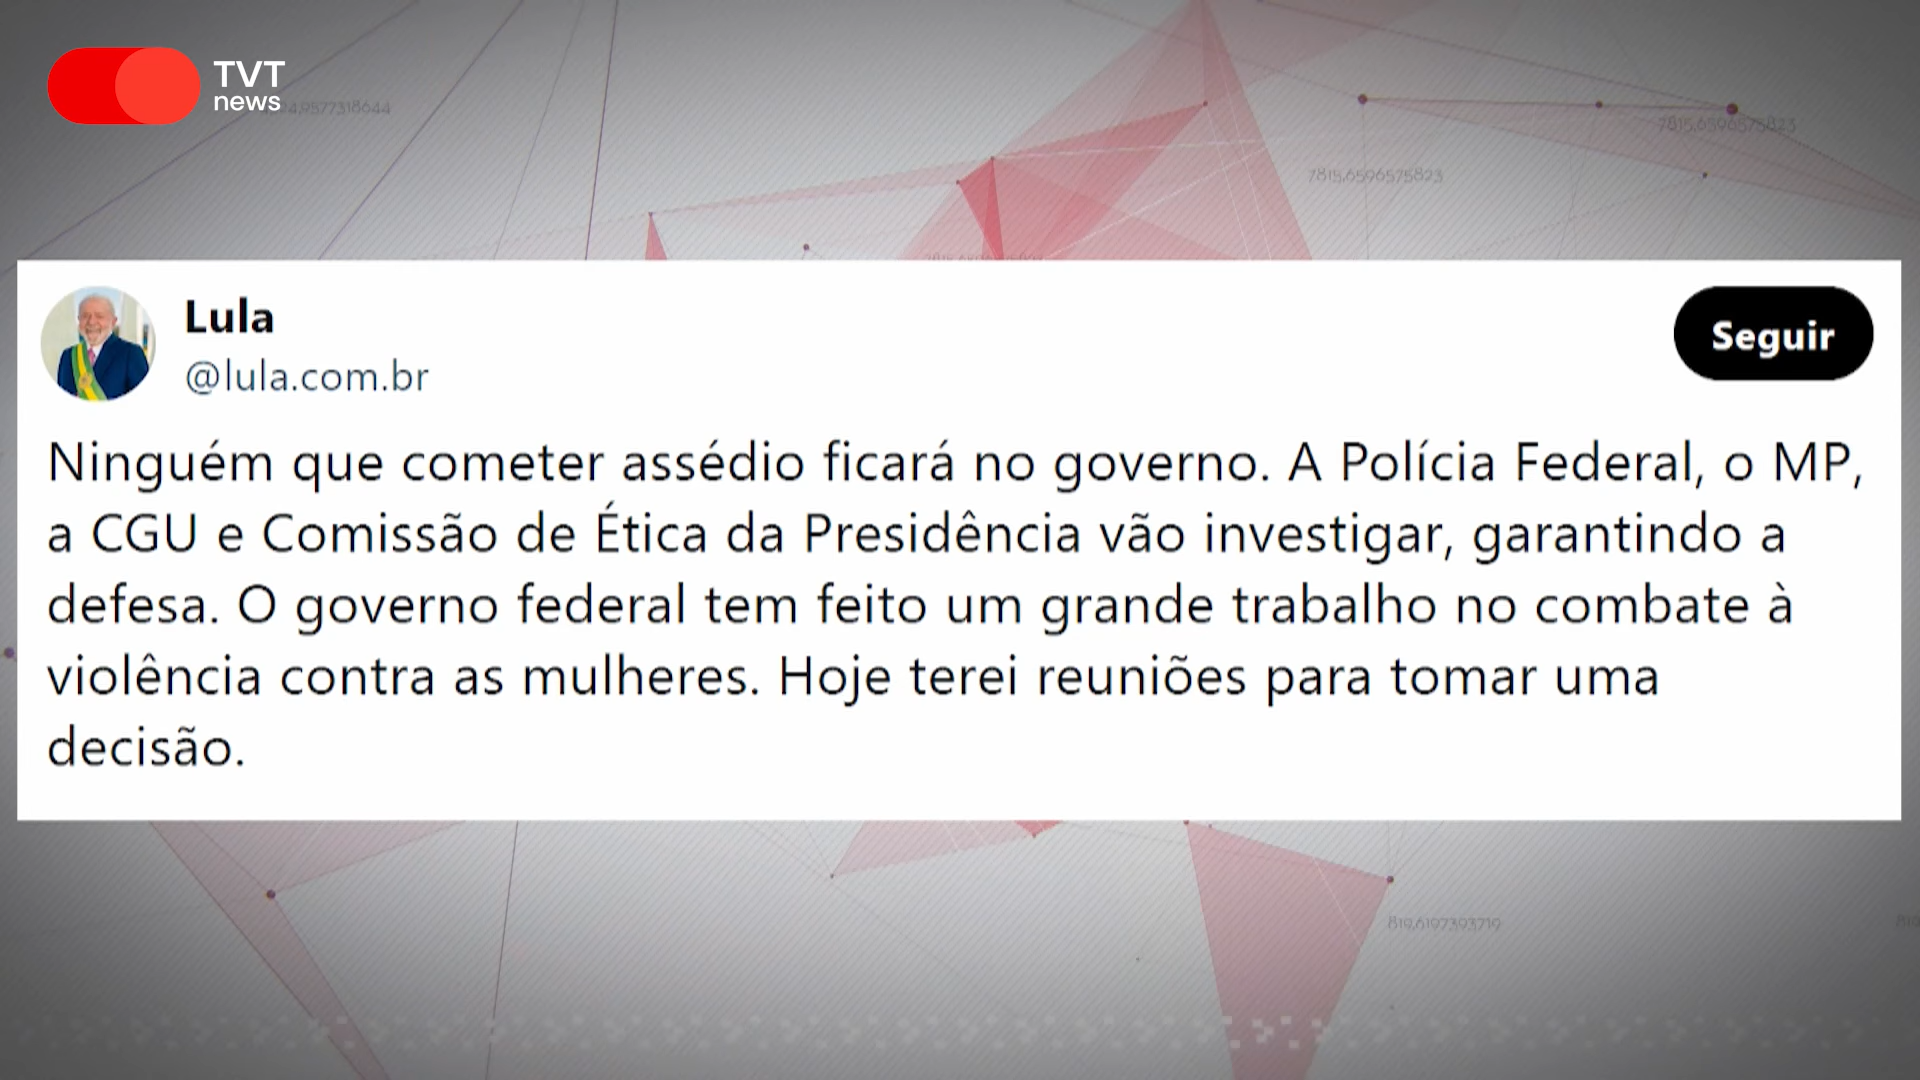 TVT
news
7815,6596575823
7815,6596575823
Lula
@lula.com.br
Seguir
Ninguém que cometer assédio ficará no governo. A Polícia Federal, o MP,
a CGU e Comissão de Ética da Presidência vão investigar, garantindo a
defesa. O governo federal tem feito um grande trabalho no combate à
violência contra as mulheres. Hoje terei reuniões para tomar uma
decisão.
819,6197393719